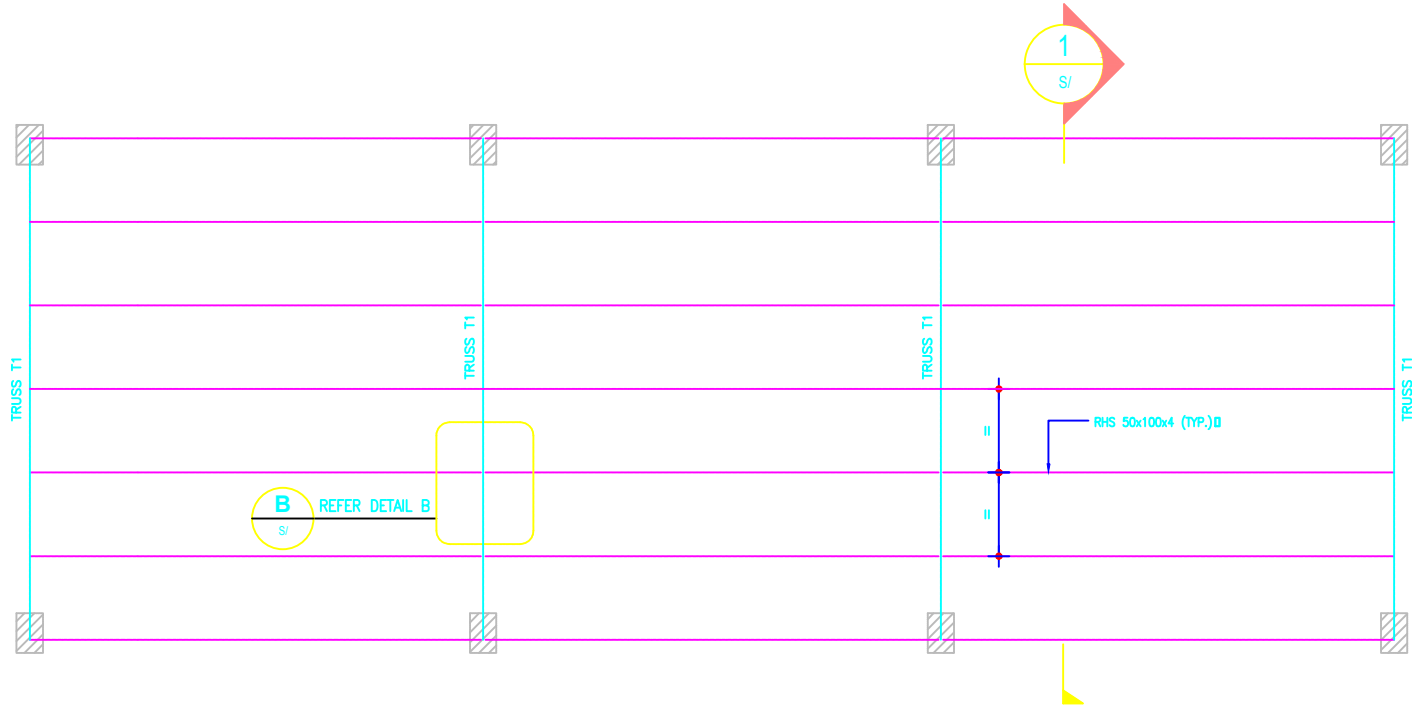 1
S/
TRUSS T1
TRUSS T1
TRUSS T1
TRUSS T1
RHS 50x100x4 (TYP.)
=
=
B
S/
REFER DETAIL B